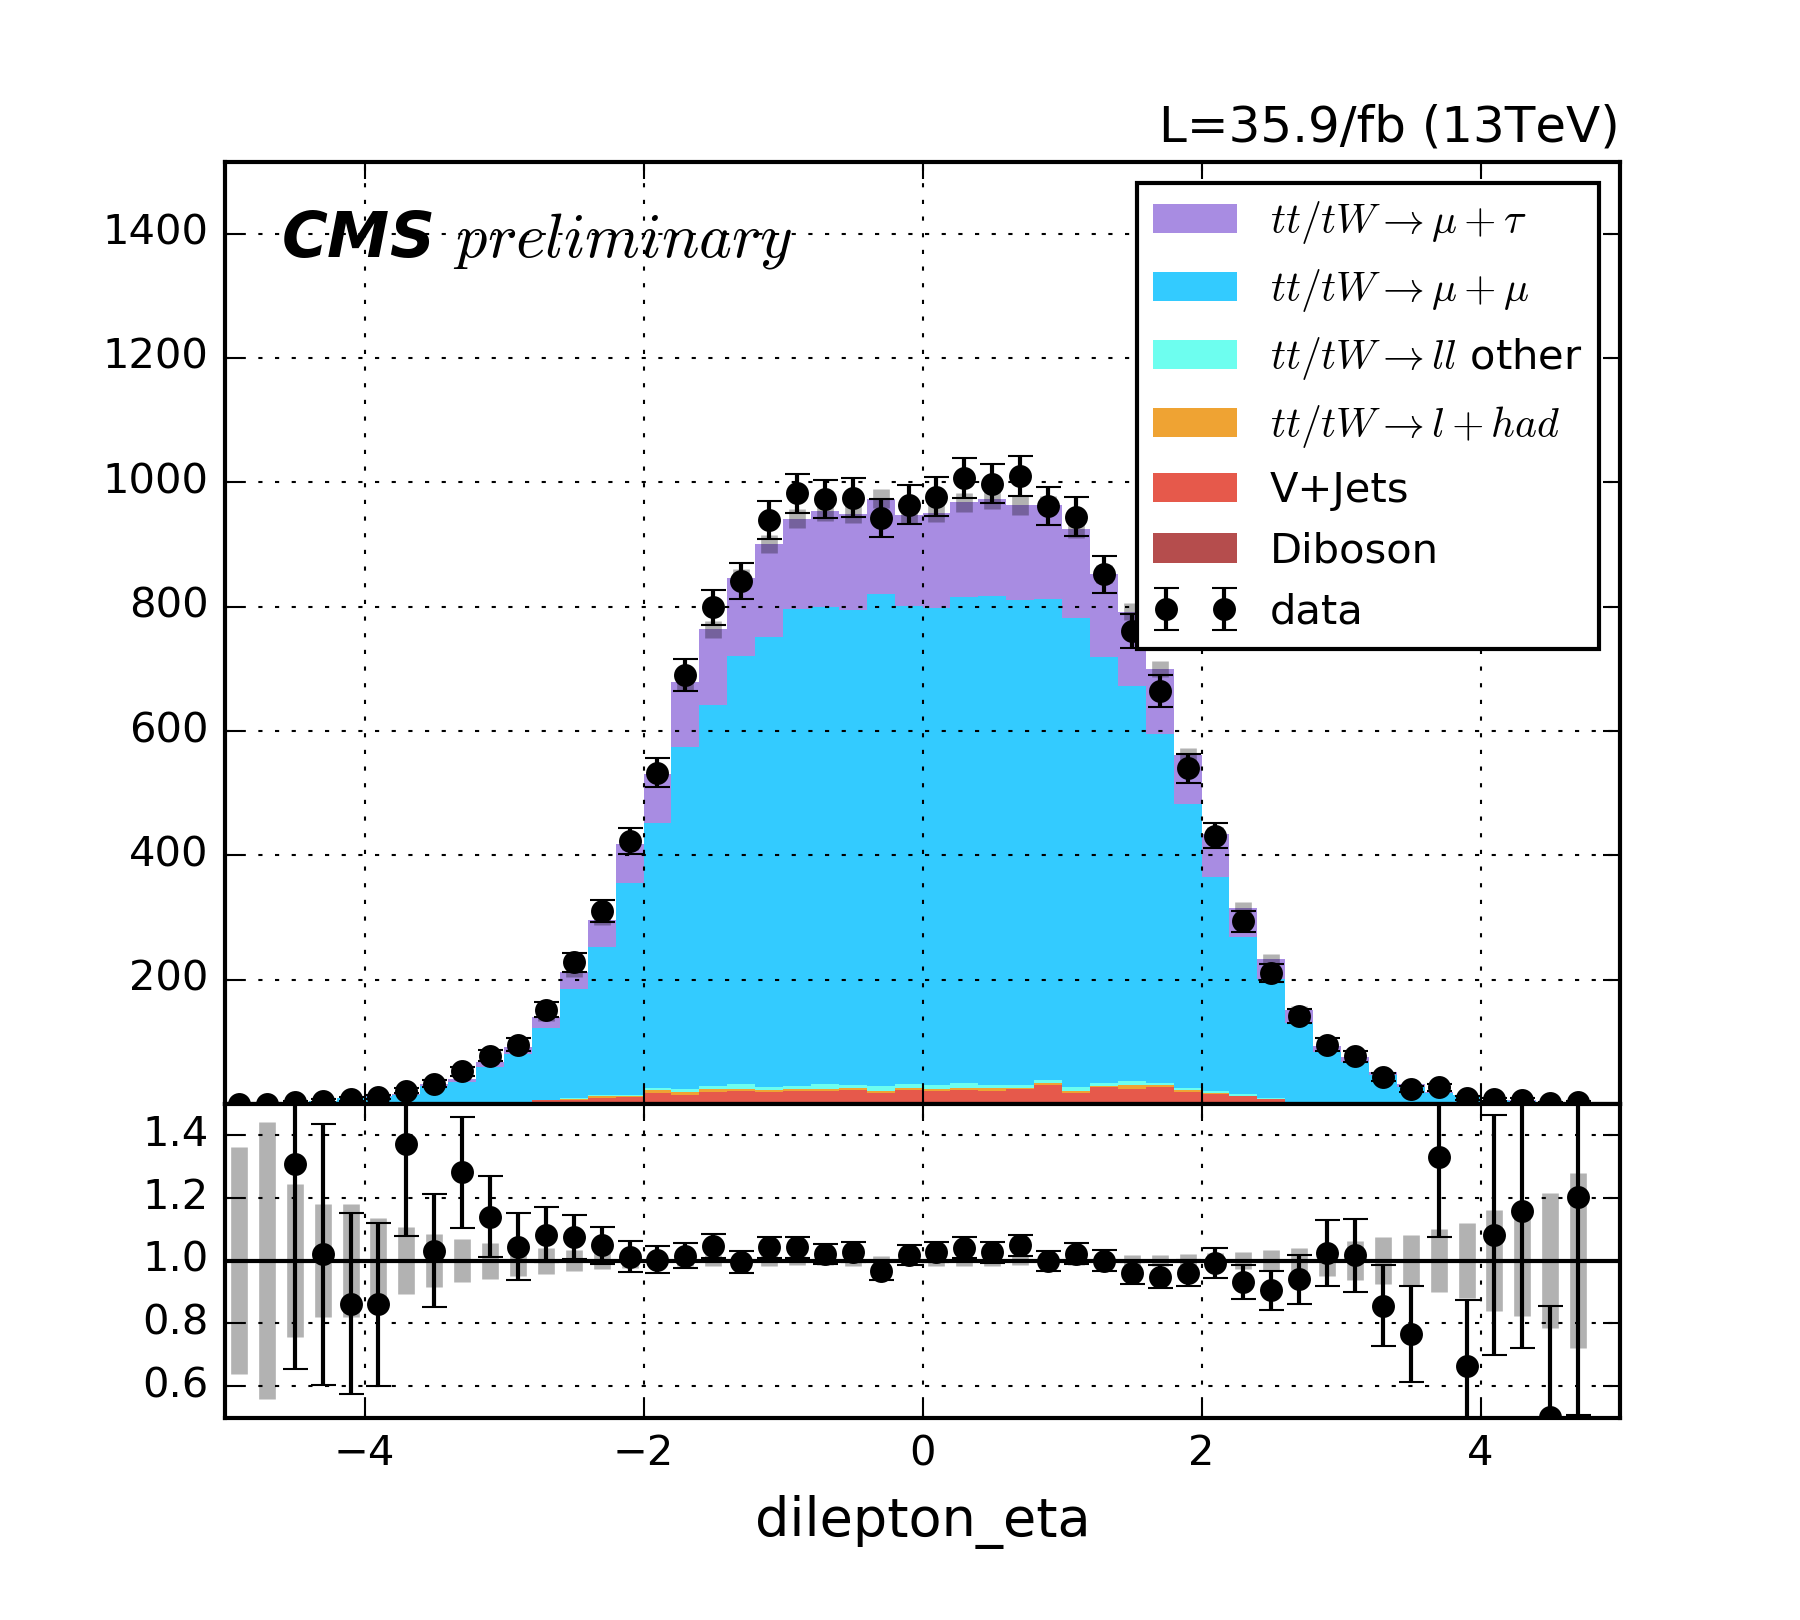 L=35.9/fb (13TeV)
CMS preliminary
1400
1200
1000
800
600
400
200
tt/tW→μ+τ
tt/tW→μ+μ
tt/tW→ll other
tt/tW→l+had
V+Jets
Diboson
data
1.4
1.2
1.0
0.8
0.6
−4 −2 0 2 4
dilepton_eta